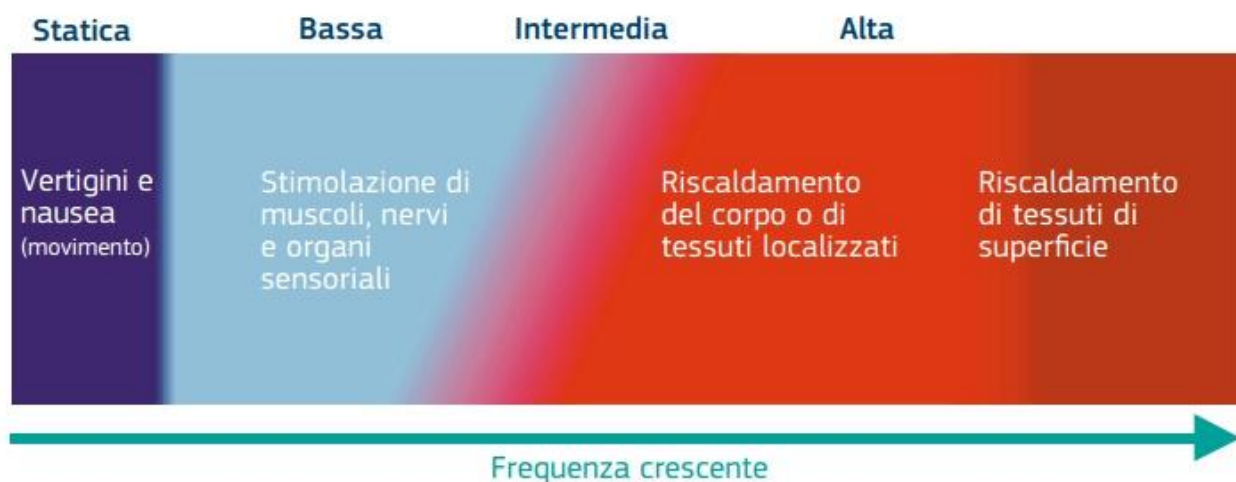 Statica
Bassa
Intermedia
Alta
Vertigini e
nausea
(movimento)
Stimolazione di
muscoli, nervi
e organi
sensoriali
Riscaldamento
del corpo o di
tessuti localizzati
Riscaldamento
di tessuti di
superficie
Frequenza crescente